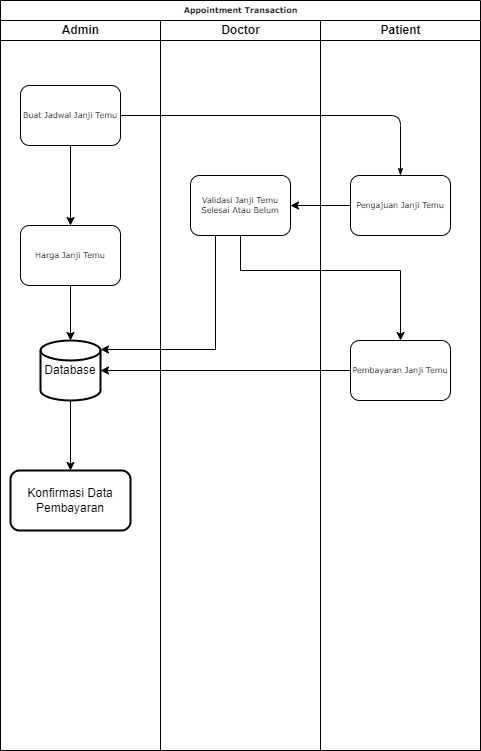 Appointment Transaction
Admin
Doctor
Patient
Buat Jadwal Janji Temu
Validasi Janji Temu
Selesai Atau Belum
Pengajuan Janji Temu
Harga Janji Temu
Database
Pembayaran Janji Temu
Konfirmasi Data
Pembayaran